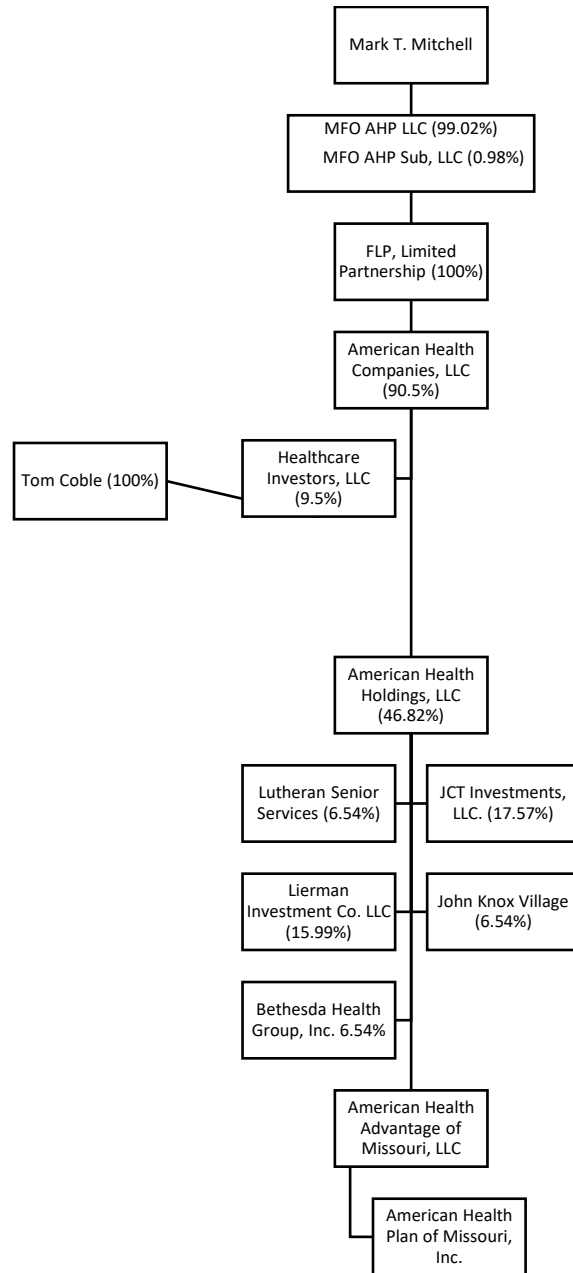 Mark T. Mitchell
MFO AHP LLC (99.02%)
MFO AHP Sub, LLC (0.98%)
FLP, Limited
Partnership (100%)
American Health
Companies, LLC
(90.5%)
Tom Coble (100%)
Healthcare
Investors, LLC
(9.5%)
American Health
Holdings, LLC
(46.82%)
Lutheran Senior
Services (6.54%)
JCT Investments,
LLC. (17.57%)
Lierman
Investment Co. LLC
(15.99%)
John Knox Village
(6.54%)
Bethesda Health
Group, Inc. 6.54%
American Health
Advantage of
Missouri, LLC
American Health
Plan of Missouri,
Inc.